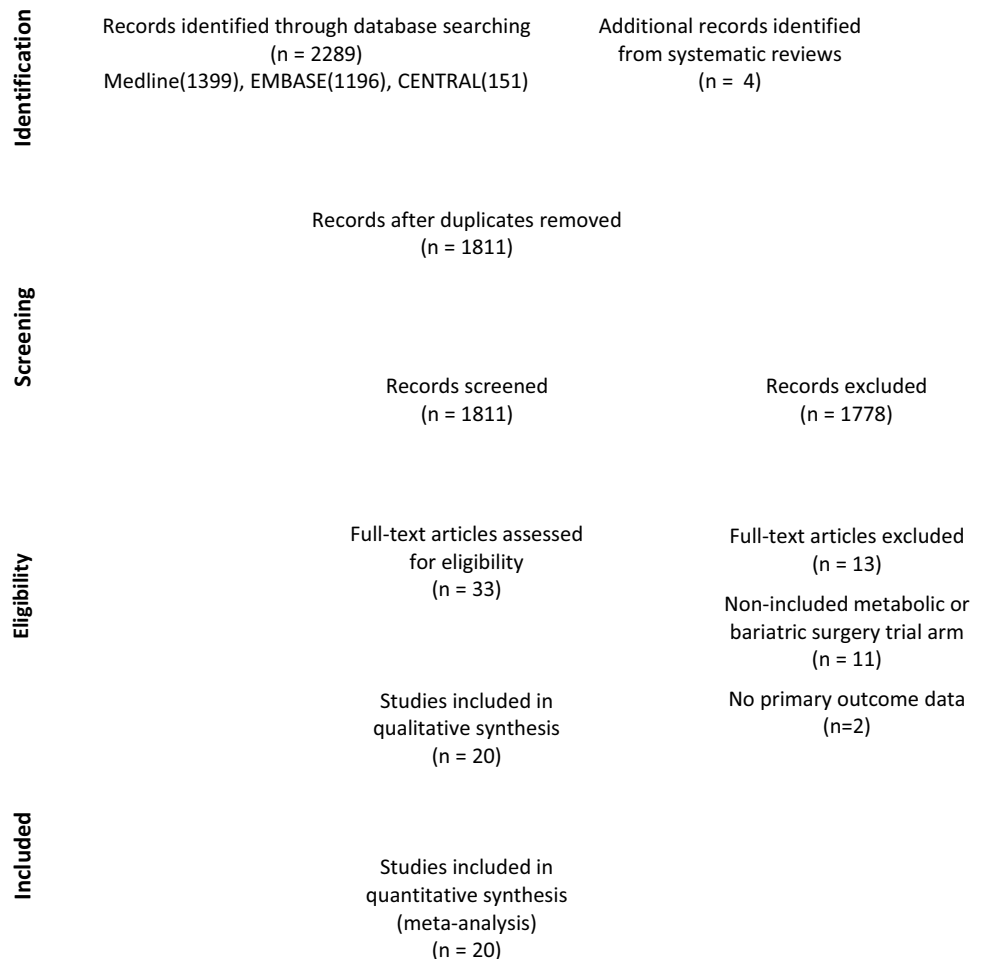 Identification
Records identified through database searching
(n = 2289)
Medline(1399), EMBASE(1196), CENTRAL(151)
Additional records identified
from systematic reviews
(n = 4)
Records after duplicates removed
(n = 1811)
Screening
Records screened
(n = 1811)
Records excluded
(n = 1778)
Eligibility
Full-text articles assessed
for eligibility
(n = 33)
Full-text articles excluded
(n = 13)
Non-included metabolic or
bariatric surgery trial arm
(n = 11)
No primary outcome data
(n=2)
Studies included in
qualitative synthesis
(n = 20)
Included
Studies included in
quantitative synthesis
(meta-analysis)
(n = 20)